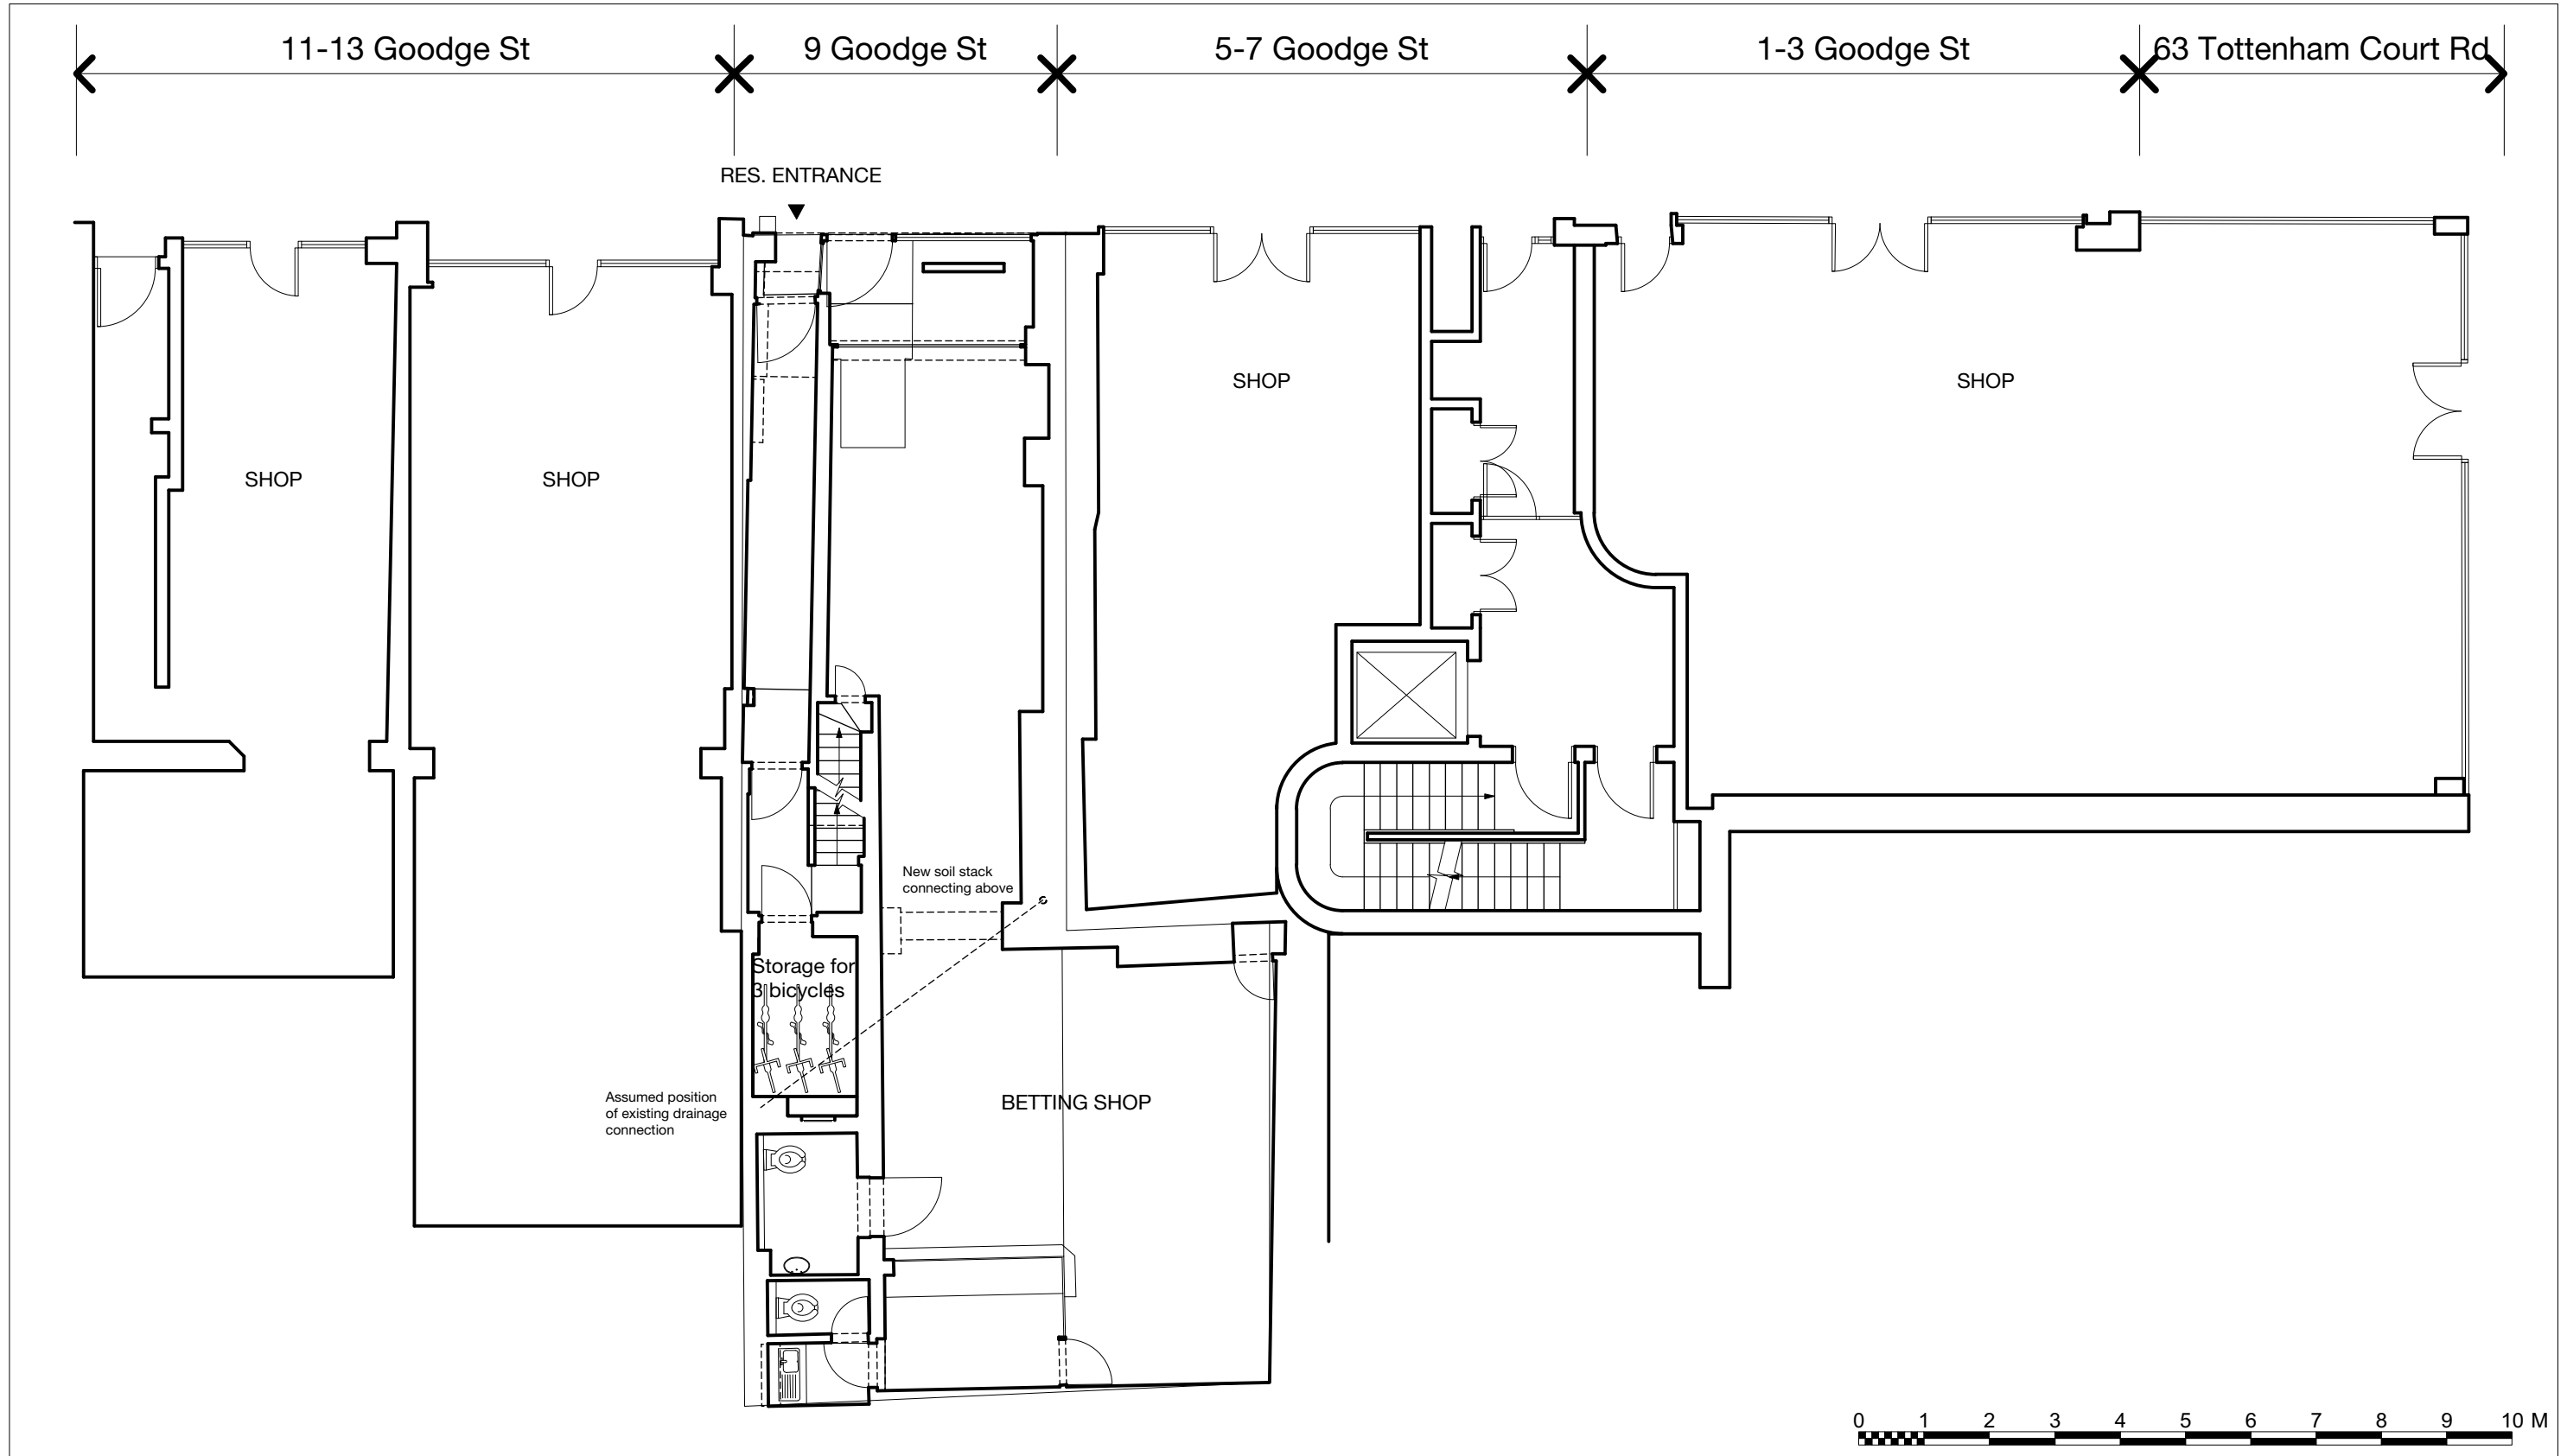 11-13 Goodge St
9 Goodge St
5-7 Goodge St
1-3 Goodge St
63 Tottenham Court Rd
RES. ENTRANCE
SHOP
SHOP
SHOP
SHOP
New soil stack
connecting above
Storage for
3 bicycles
Assumed position
of existing drainage
connection
BETTING SHOP
0 1 2 3 4 5 6 7 8 9 10 M